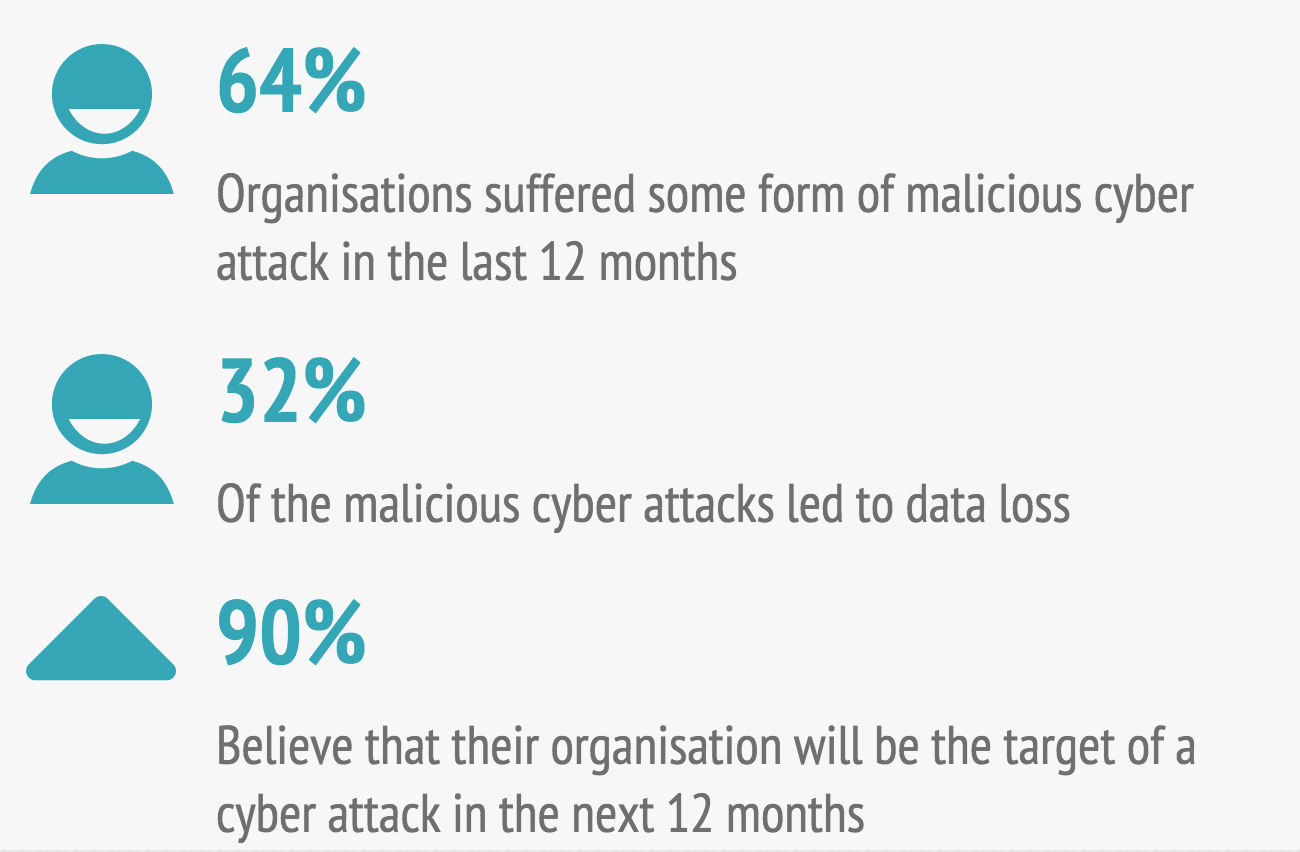 64%
Organisations suffered some form of malicious cyber
attack in the last 12 months
32%
Of the malicious cyber attacks led to data loss
90%
Believe that their organisation will be the target of a
cyber attack in the next 12 months